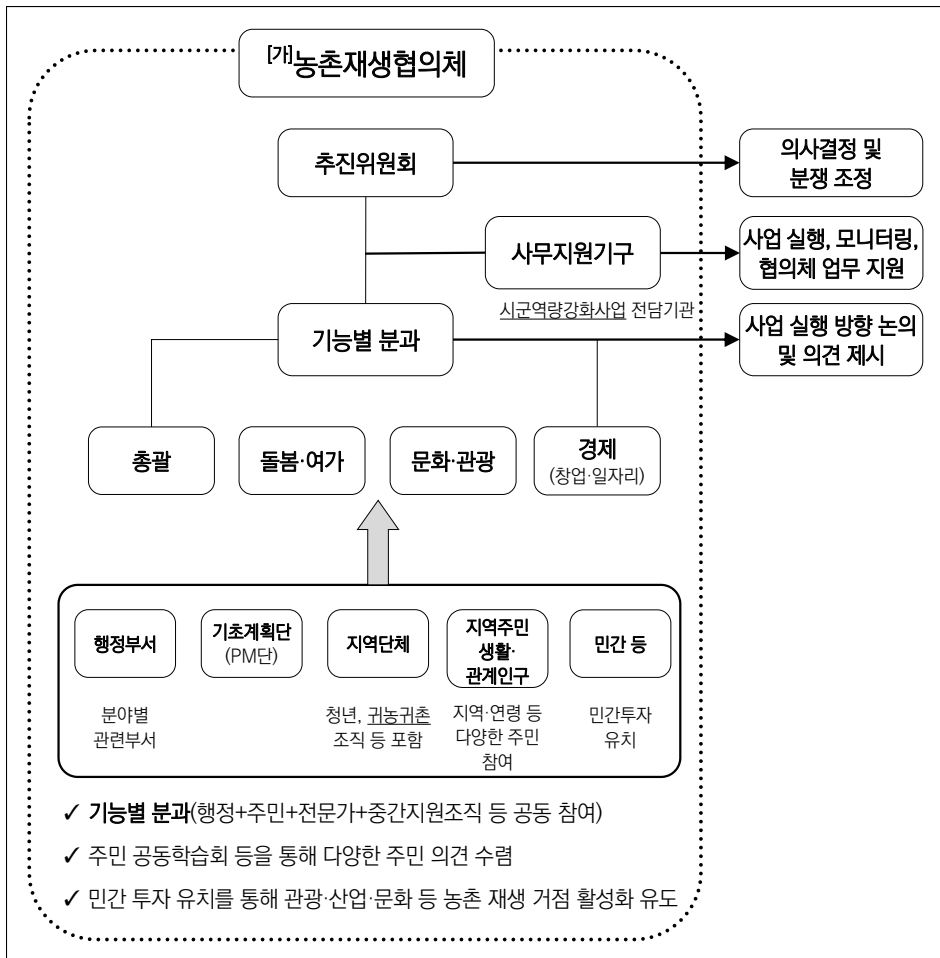 [개]농촌재생협의체
추진위원회
의사결정 및
분쟁 조정
사무지원기구
사업 실행, 모니터링,
협의체 업무 지원
시군역량강화사업 전담기관
기능별 분과
사업 실행 방향 논의
및 의견 제시
총괄
돌봄·여가
문화·관광
경제
(창업·일자리)
행정부서
분야별
관련부서
기초계획단
(PM단)
지역단체
청년, 귀농귀촌
조직 등 포함
지역주민
생활·
관계인구
지역·연령 등
다양한 주민
참여
민간 등
민간투자
유치
✓ 기능별 분과(행정+주민+전문가+중간지원조직 등 공동 참여)
✓ 주민 공동학습회 등을 통해 다양한 주민 의견 수렴
✓ 민간 투자 유치를 통해 관광·산업·문화 등 농촌 재생 거점 활성화 유도